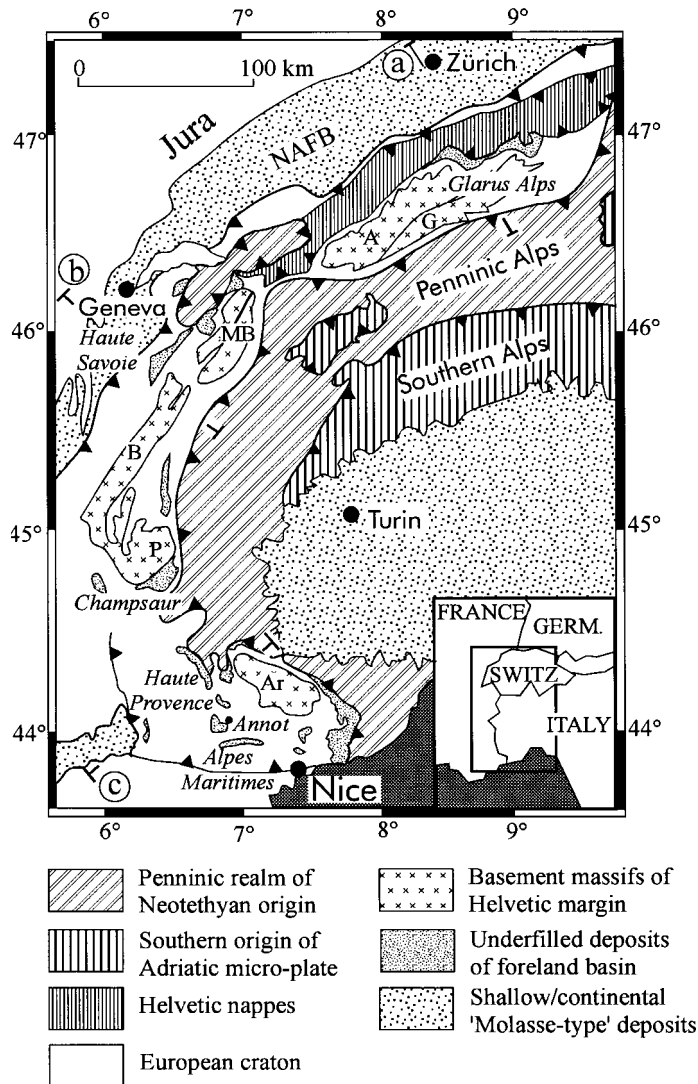 6° 7° 8° 9°
0 100 km
a
Zürich
47° 47°
Jura
NAFB
Glarus Alps
A G
b
Geneva
Penninic Alps
46° 46°
Haute
Savoie
MB
Southern Alps
B
Turin
45° 45°
P
Champsaur
FRANCE
GERM.
SWITZ
ITALY
Haute
Provence
Ar
Annot
44° 44°
Alpes
Maritimes
c
Nice
6° 7° 8° 9°
Penninic realm of
Neotethyan origin
Southern origin of
Adriatic micro-plate
Helvetic nappes
European craton
Basement massifs of
Helvetic margin
Underfilled deposits
of foreland basin
Shallow/continental
'Molasse-type' deposits